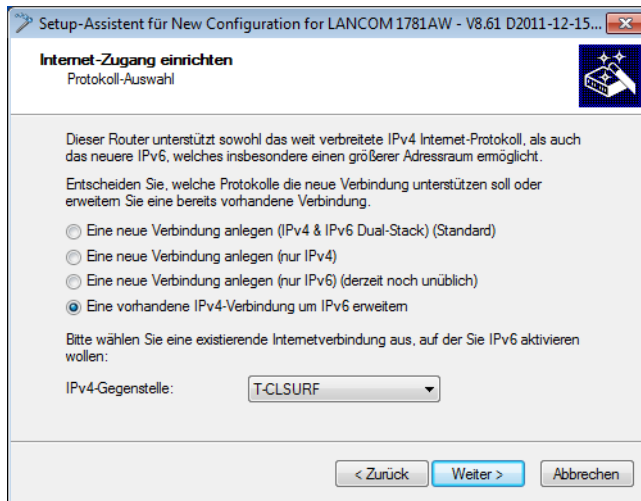 Setup-Assistent für New Configuration for LANCOM 1781AW - V8.61 D2011-12-15...
Internet-Zugang einrichten
Protokoll-Auswahl
Dieser Router unterstützt sowohl das weit verbreitete IPv4 Internet-Protokoll, als auch
das neuere IPv6, welches insbesondere einen größerer Adressraum ermöglicht.
Entscheiden Sie, welche Protokolle die neue Verbindung unterstützen soll oder
erweitern Sie eine bereits vorhandene Verbindung.
Eine neue Verbindung anlegen (IPv4 & IPv6 Dual-Stack) (Standard)
Eine neue Verbindung anlegen (nur IPv4)
Eine neue Verbindung anlegen (nur IPv6) (derzeit noch unüblich)
Eine vorhandene IPv4-Verbindung um IPv6 erweitern
Bitte wählen Sie eine existierende Internetverbindung aus, auf der Sie IPv6 aktivieren
wollen:
IPv4-Gegenstelle: T-CLSURF
< Zurück Weiter > Abbrechen